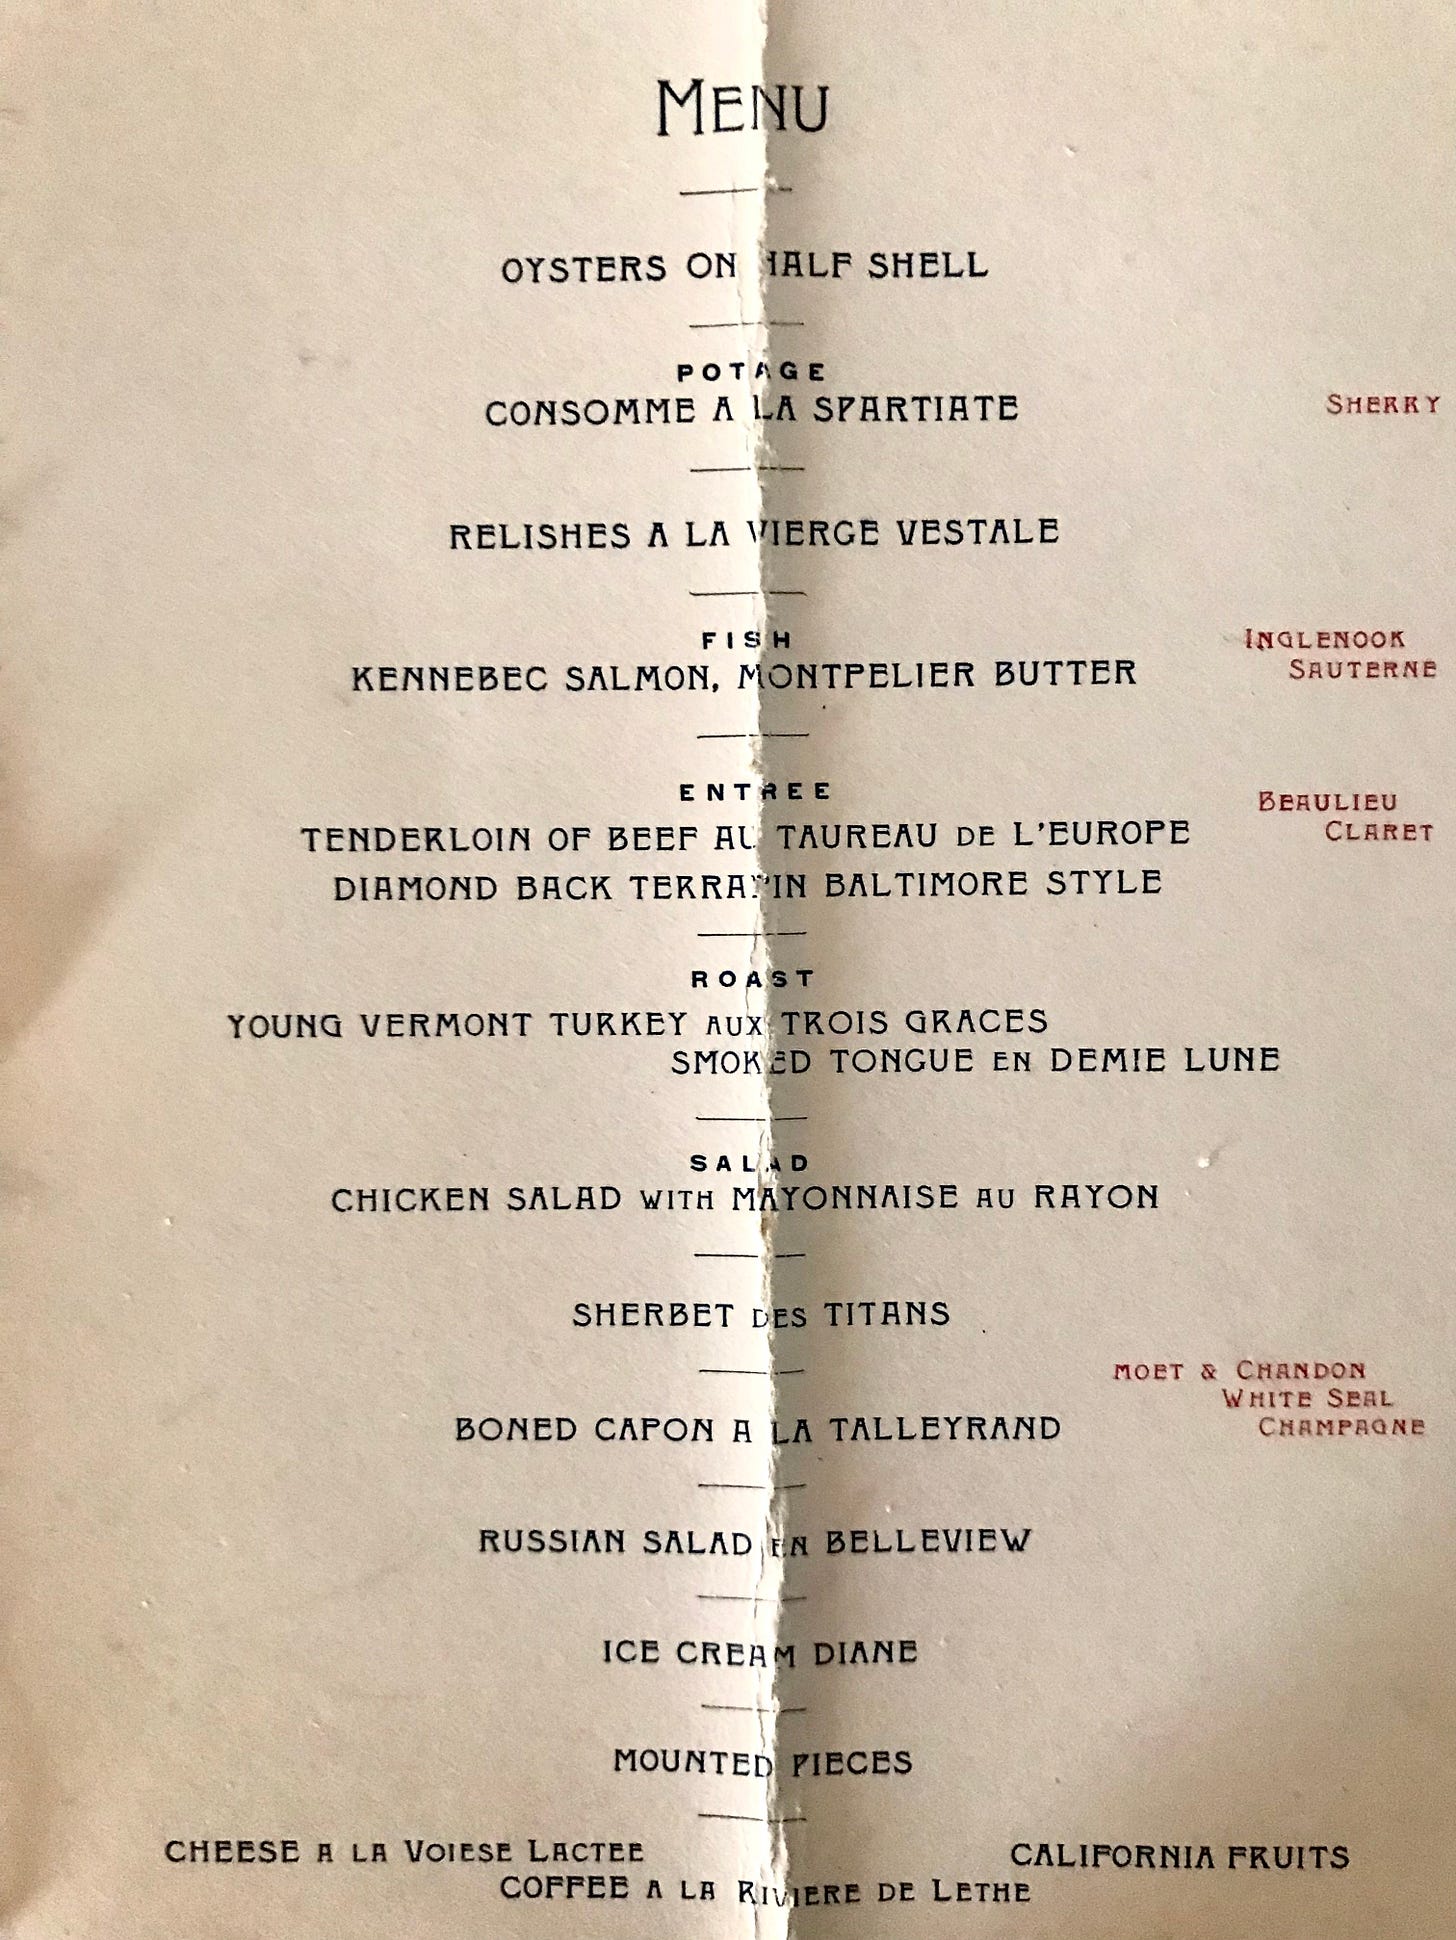 MENU
OYSTERS ON HALF SHELL
POTAGE
CONSOMME A LA SPARTIATE
SHERRY
RELISHES A LA VIERGE VESTALE
FISH
KENNEBEC SALMON, MONTPELIER BUTTER
INGLENOOK
SAUTERNE
ENTREE
TENDERLOIN OF BEEF AU TAUREAU DE L'EUROPE
DIAMOND BACK TERRAPIN BALTIMORE STYLE
BEAULIEU
CLARET
ROAST
YOUNG VERMONT TURKEY AUX TROIS GRACES
SMOKED TONGUE EN DEMIE LUNE
SALAD
CHICKEN SALAD WITH MAYONNAISE AU RAYON
SHERBET DES TITANS
BONED CAPON A LA TALLEYRAND
MOET & CHANDON
WHITE SEAL
CHAMPAGNE
RUSSIAN SALAD EN BELLEVIEW
ICE CREAM DIANE
MOUNTED PIECES
CHEESE A LA VOIESE LACTEE
CALIFORNIA FRUITS
COFFEE A LA RIVIERE DE LETHE